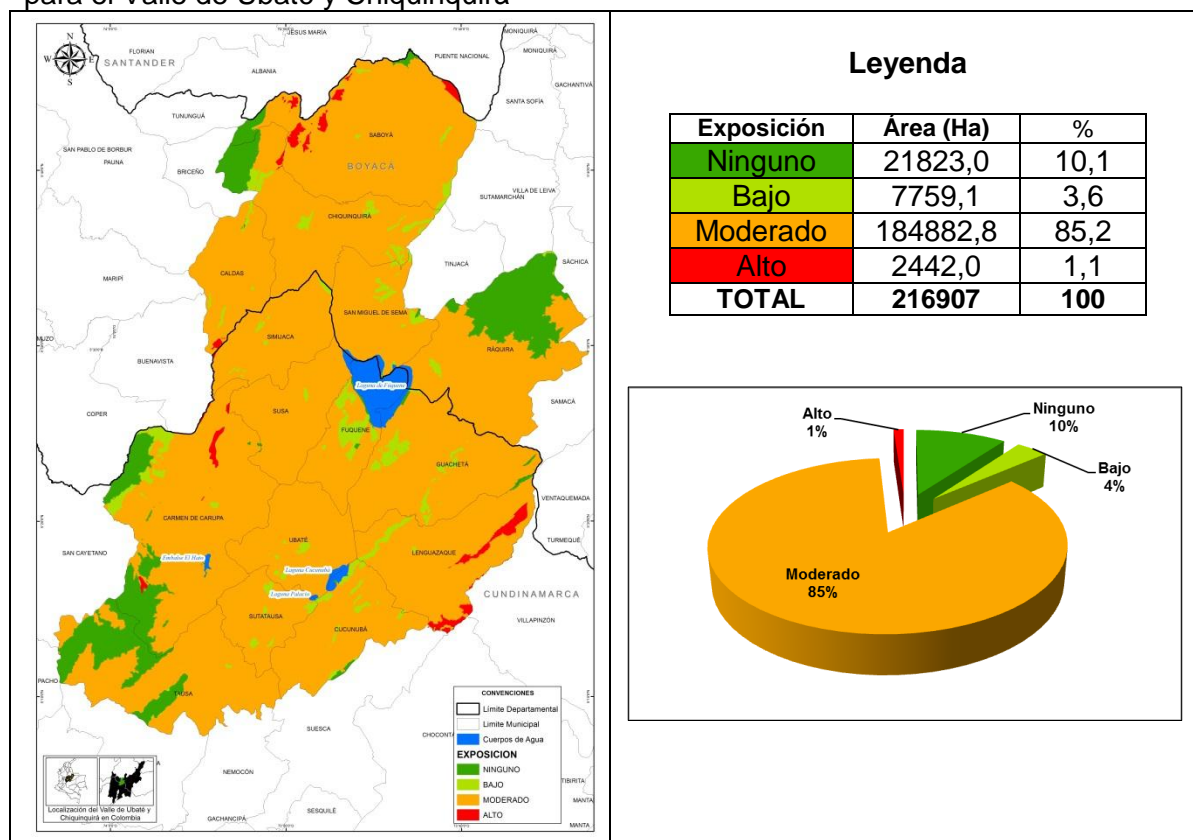 para el Valle de Ubaté y Chiquinquirá
N
W E
S
JESUS MARÍA
MONIQUIRÁ
FLORIAN
SANTANDER
PUENTE NACIONAL
MONIQUIRÁ
ALBANIA
GACHANTIVÁ
SANTA SOFÍA
TUNUNGUÁ
SABOYÁ
SAN PABLO DE BORBUR
PAUNA
BOYACÁ
BRICEÑO
VILLA DE LEIVA
SUTAMARCHÁN
CHIQUINQUIRÁ
TINJACÁ
SÁCHICA
MARIPÍ
CALDAS
SAN MIGUEL DE SEMA
MUZO
SIMIJACA
RÁQUIRA
BUENAVISTA
Laguna de Fúquene
SAMACÁ
COPER
SUSA
FUQUENE
GUACHETA
VENTAQUEMADA
CARMEN DE CARUPA
TURMEQUÉ
UBATÉ
SAN CAYETANO
Embalse El Hato
LENGUAZAQUE
Laguna Cucunubá
Laguna Palacio
CUNDINAMARCA
SUTATAUSA
VILLAPINZÓN
CUCUNUBÁ
PACHO
TAUSA
SUESCA
CHOCONTÁ
NEMOCÓN
TIBIRITA
SESQUILÉ
MANTA
GACHANCIPÁ
MANTA
CONVENCIONES
Limite Departamental
Limite Municipal
Cuerpos de Agua
EXPOSICION
NINGUNO
BAJO
MODERADO
ALTO
Localización del Valle de Ubaté y
Chiquinquirá en Colombia
Leyenda
Exposición Área (Ha) %
Ninguno 21823,0 10,1
Bajo 7759,1 3,6
Moderado 184882,8 85,2
Alto 2442,0 1,1
TOTAL 216907 100
Alto
1%
Ninguno
10%
Bajo
4%
Moderado
85%